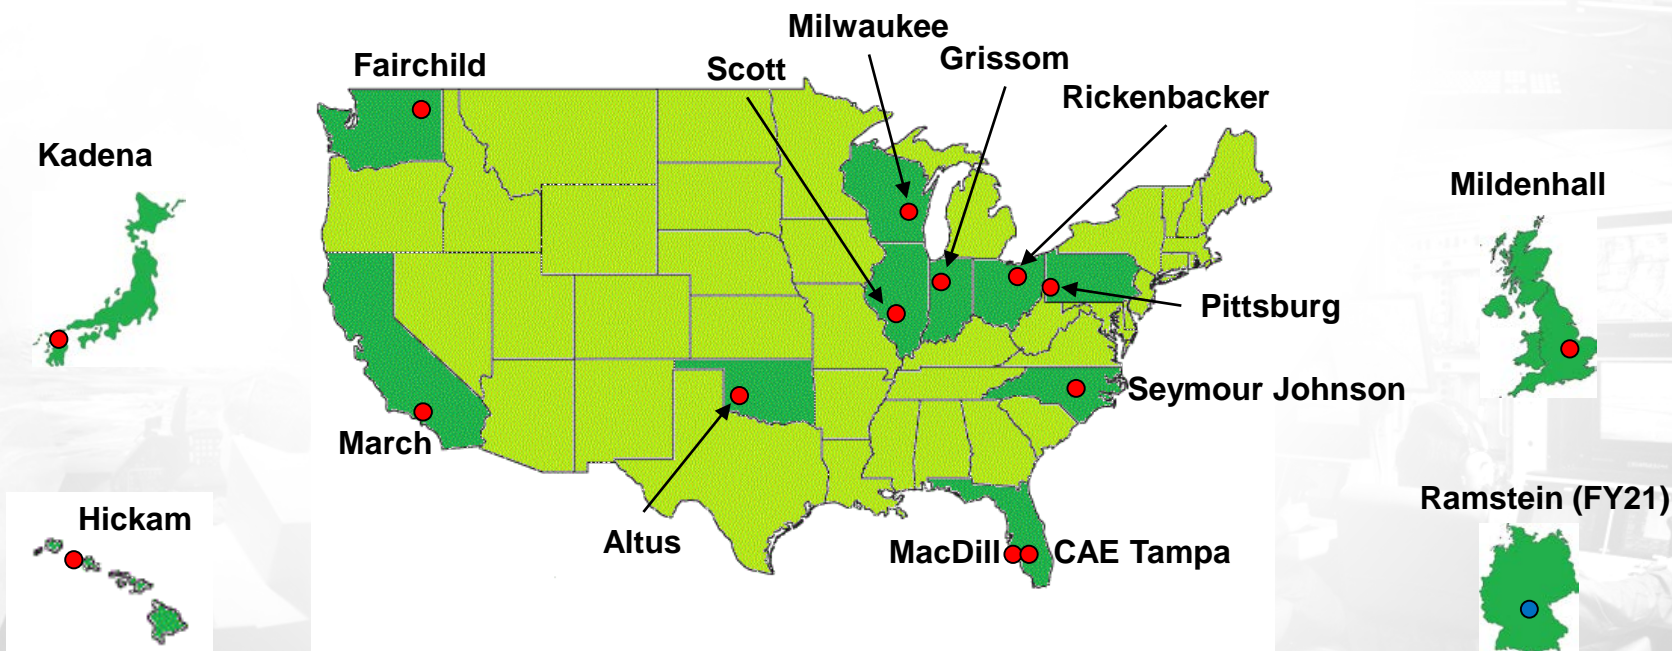 Milwaukee
Grissom
Fairchild
Scott
Rickenbacker
Kadena
Mildenhall
Pittsburg
Seymour Johnson
March
Ramstein (FY21)
Hickam
Altus
MacDill
CAE Tampa